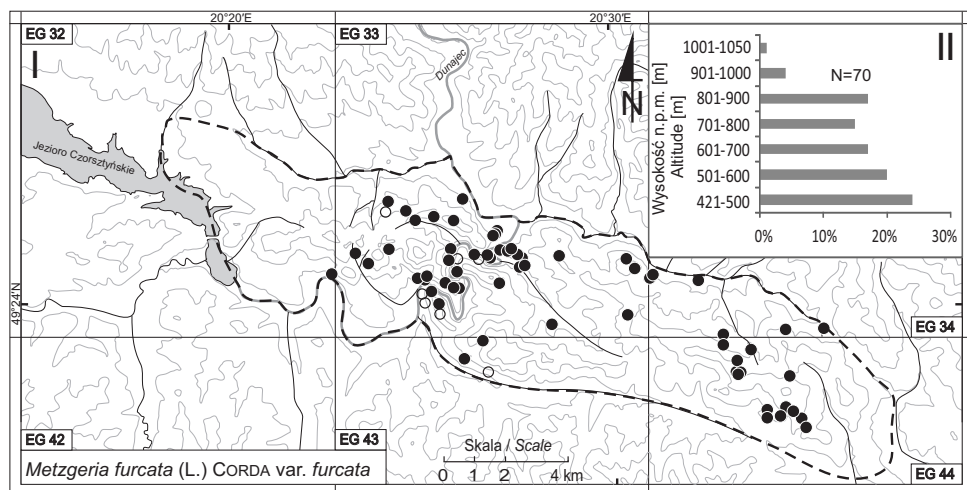 20°20'E
20°30'E
EG 32
EG 33
I
II
Dunajec
N
Jezioro Czorsztyńskie
49°24'N
Wysokość n.p.m. [m]
Altitude [m]
1001-1050
901-1000
801-900
701-800
601-700
501-600
421-500
N=70
0%
10%
20%
30%
EG 34
EG 42
EG 43
EG 44
Skala / Scale
0 1 2 4 km
Metzgeria furcata (L.) CORDA var. furcata